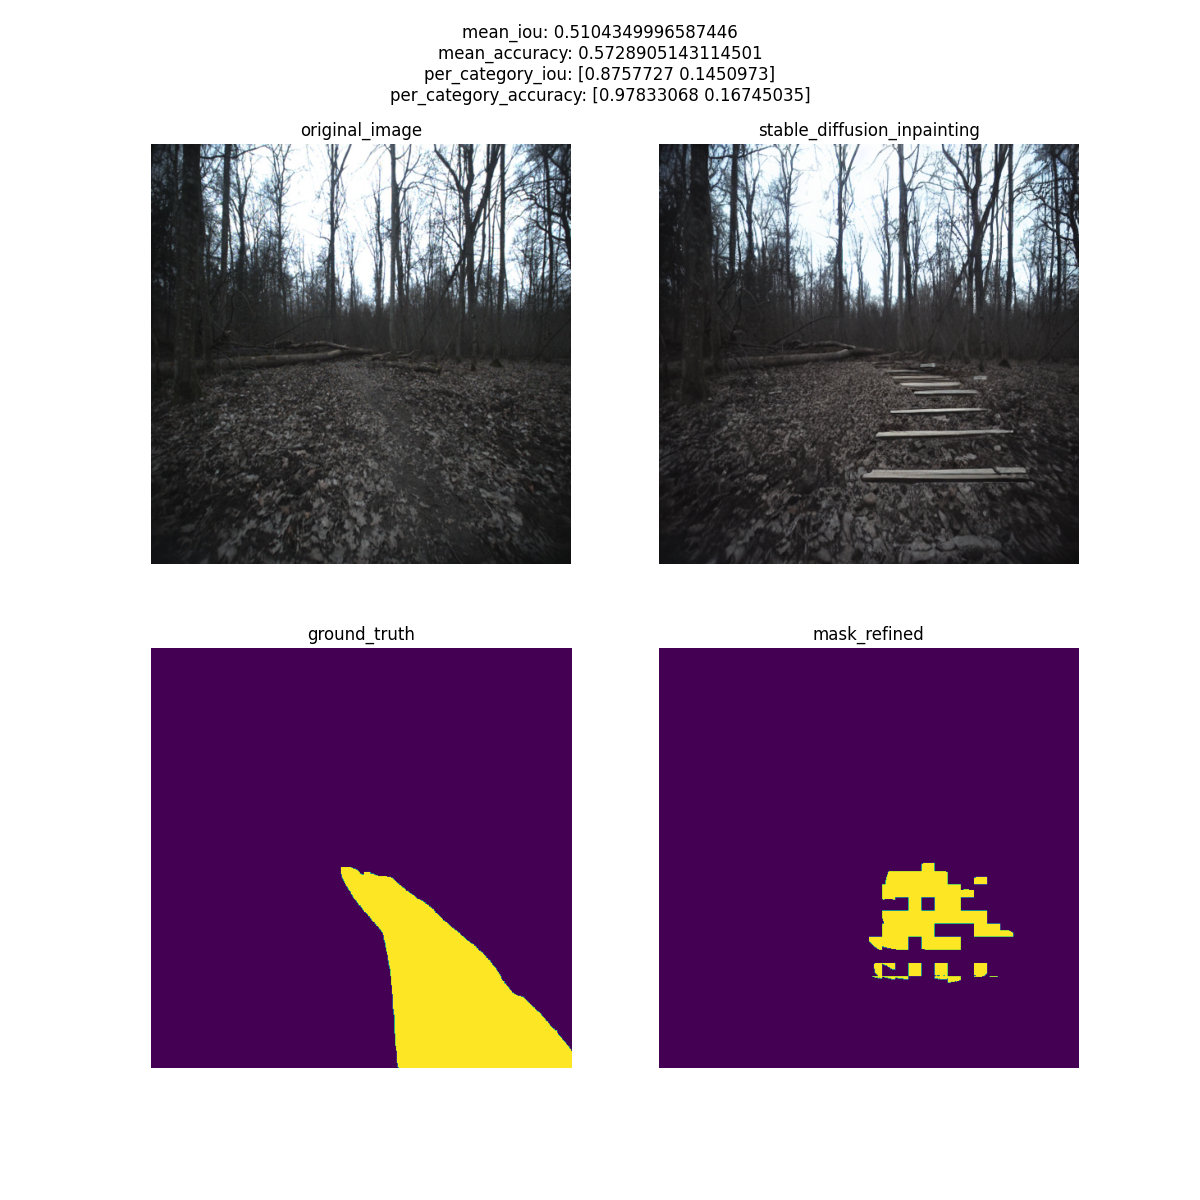 mean_iou: 0.5104349996587446
mean_accuracy: 0.5728905143114501
per_category_iou: [0.8757727 0.1450973]
per_category_accuracy: [0.97833068 0.16745035]
original_image
stable_diffusion_inpainting
ground_truth
mask_refined